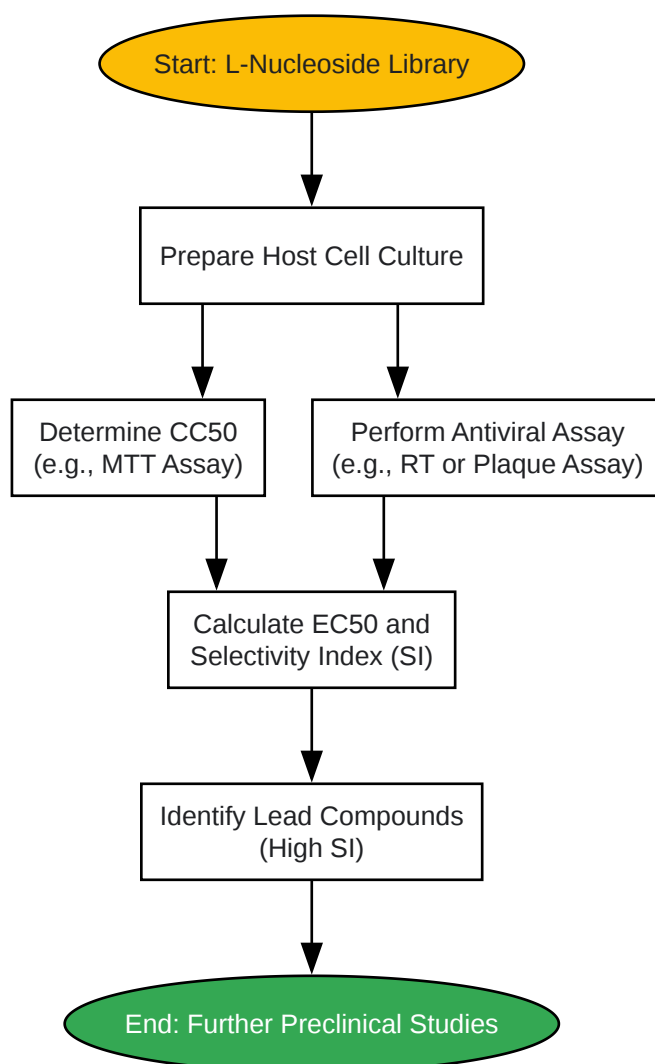 Start: L-Nucleoside Library
Prepare Host Cell Culture
Determine CC50
(e.g., MTT Assay)
Perform Antiviral Assay
(e.g., RT or Plaque Assay)
Calculate EC50 and
Selectivity Index (SI)
Identify Lead Compounds
(High SI)
End: Further Preclinical Studies